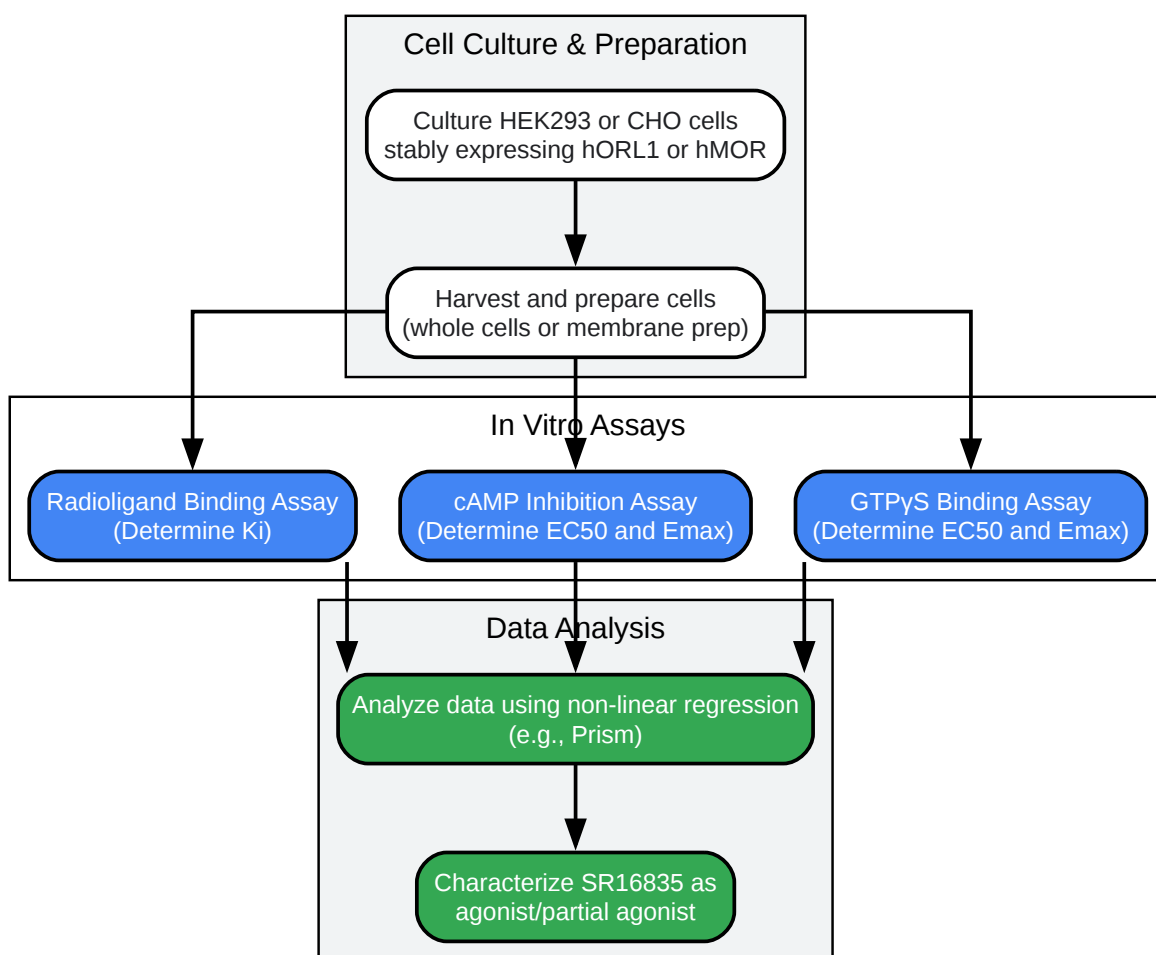 Cell Culture & Preparation
Culture HEK293 or CHO cells
stably expressing hORL1 or hMOR
Harvest and prepare cells
(whole cells or membrane prep)
In Vitro Assays
Radioligand Binding Assay
(Determine Ki)
cAMP Inhibition Assay
(Determine EC50 and Emax)
GTPγS Binding Assay
(Determine EC50 and Emax)
Data Analysis
Analyze data using non-linear regression
(e.g., Prism)
Characterize SR16835 as
agonist/partial agonist